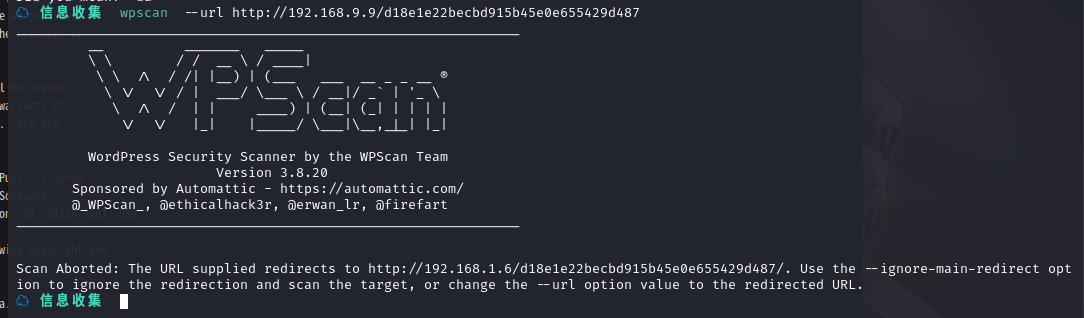 信息收集 wpscan --url http://192.168.9.9/d18e1e22becbd915b45e0e655429d487
WPScan ®
WordPress Security Scanner by the WPScan Team
Version 3.8.20
Sponsored by Automattic - https://automattic.com/
@_WPScan_, @ethicalhack3r, @erwan_lr, @firefart
Scan Aborted: The URL supplied redirects to http://192.168.1.6/d18e1e22becbd915b45e0e655429d487/. Use the --ignore-main-redirect opt
ion to ignore the redirection and scan the target, or change the --url option value to the redirected URL.
信息收集